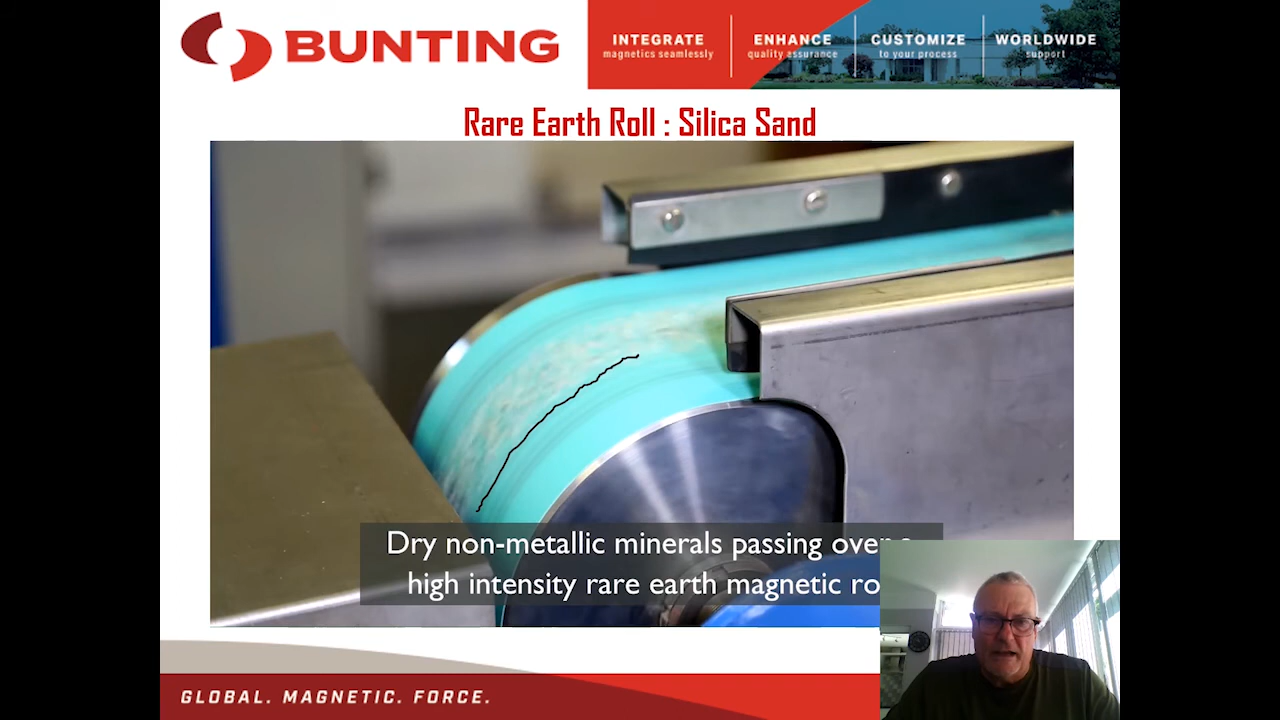 BUNTING
INTEGRATE
magnetics seamlessly
ENHANCE
quality assurance
CUSTOMIZE
to your process
WORLDWIDE
support
Rare Earth Roll : Silica Sand
Dry non-metallic minerals passing over
high intensity rare earth magnetic
GLOBAL. MAGNETIC. FORCE.